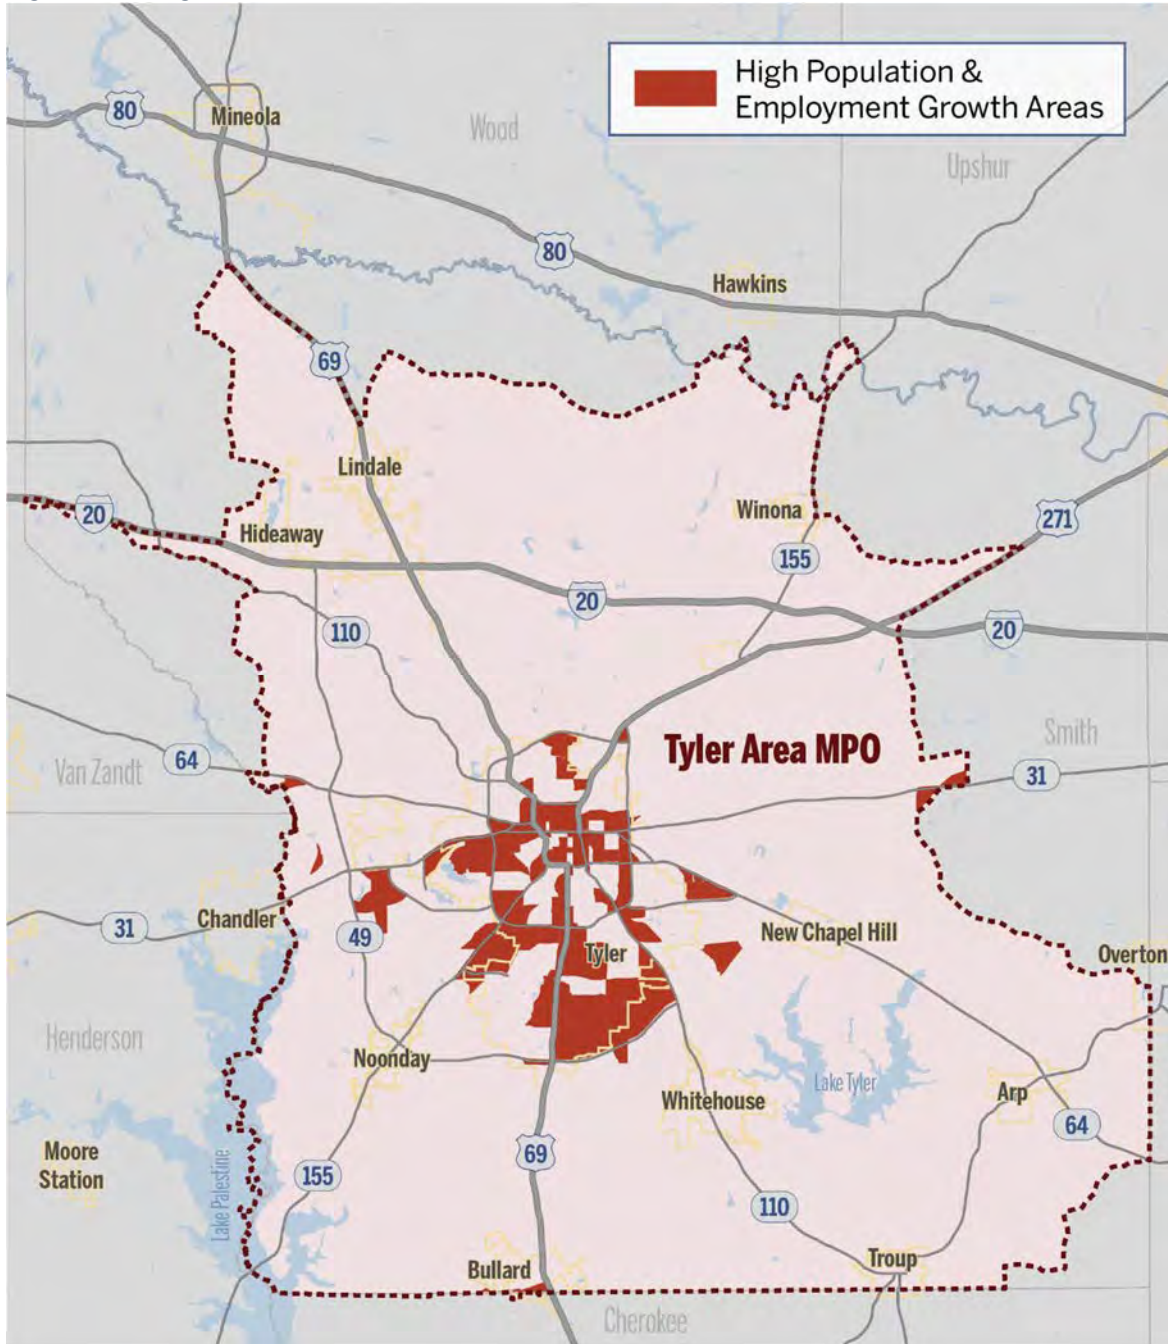 High Population &
Employment Growth Areas
80
Mineola
Wood
Upshur
80
Hawkins
69
Lindale
20
Hideaway
Winona
271
155
20
20
110
Tyler Area MPO
Smith
64
Van Zandt
31
Chandler
31
49
New Chapel Hill
Tyler
Overton
Henderson
Noonday
Lake Tyler
Whitehouse
Arp
64
Moore
Station
69
155
Lake Palestine
110
Troup
Bullard
Cherokee